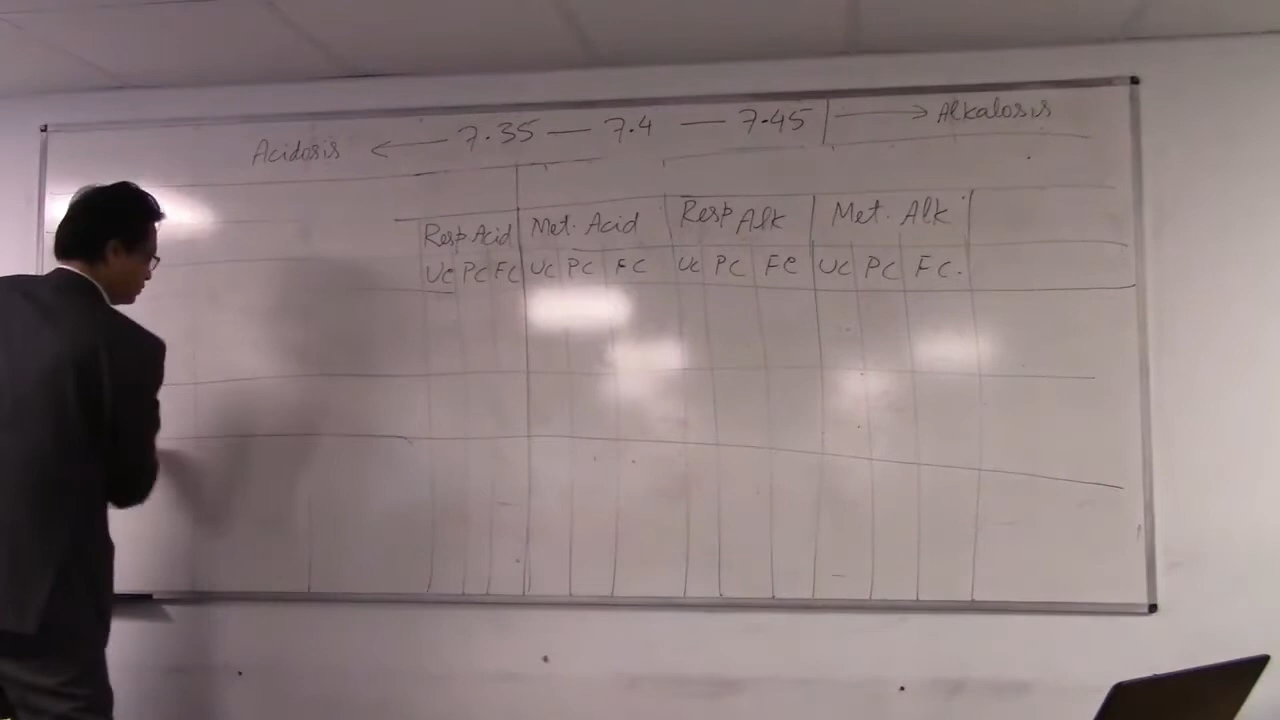 Acidosis ← 7.35 — 7.4 — 7.45 | → Alkalosis
Resp Acid Met. Acid Resp Alk Met. Alk
UC PC FC UC PC FC UC PC FC UC PC FC.